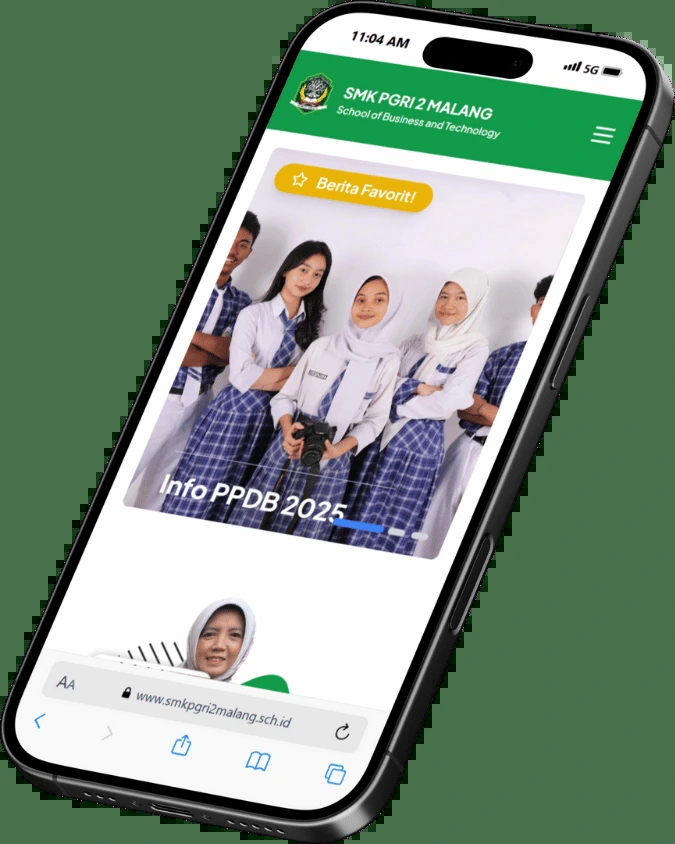 11:04 AM
5G
SMK PGRI 2 MALANG
School of Business and Technology
Berita Favorit!
Info PPDB 2025
AA
www.smkpgri2malang.sch.id